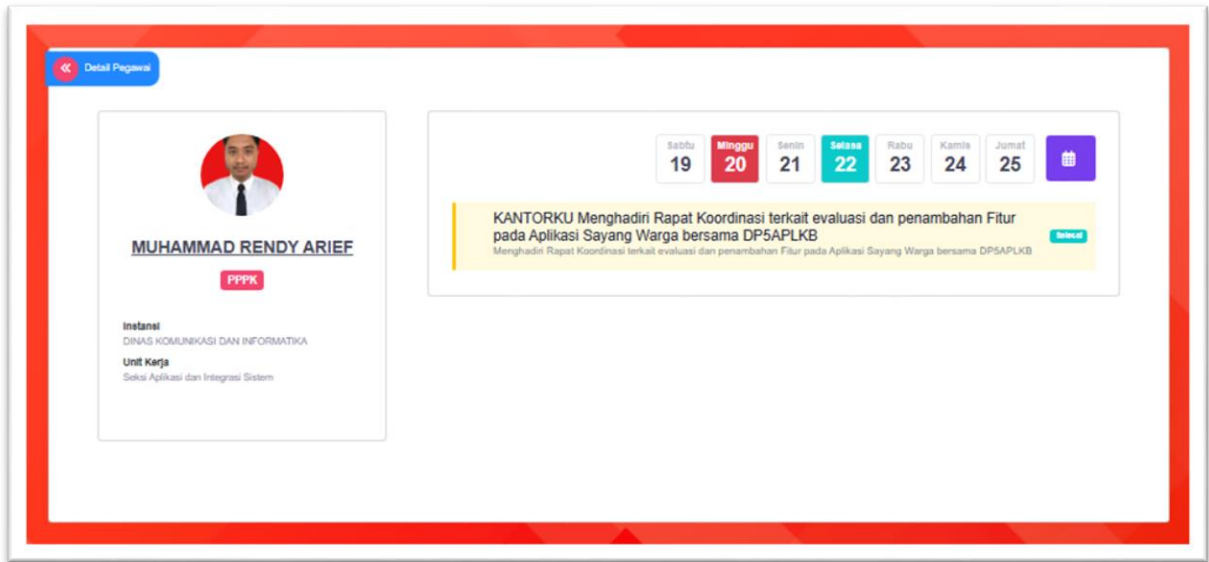 Detail Pegawai
MUHAMMAD RENDY ARIEF
PPPK
Instansi
DINAS KOMUNIKASI DAN INFORMATIKA
Unit Kerja
Seksi Aplikasi dan Integrasi Sistem
Sabtu Minggu Senin Selasa Rabu Kamis Jumat
19 20 21 22 23 24 25
KANTORKU Menghadiri Rapat Koordinasi terkait evaluasi dan penambahan Fitur
pada Aplikasi Sayang Warga bersama DP5APLKB
Menghadiri Rapat Koordinasi terkait evaluasi dan penambahan Fitur pada Aplikasi Sayang Warga bersama DP5APLKB
Selesai